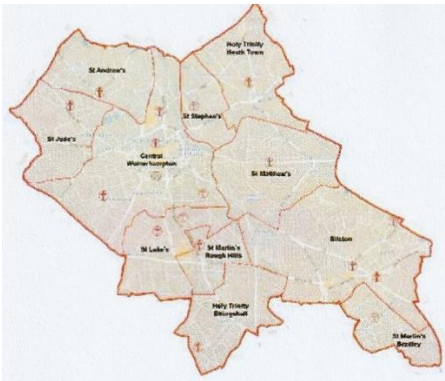 Holy Trinity
Heath Town
St Andrew's
St Stephen's
St Jude's
Central
Wolverhampton
St Matthew's
Bilston
St Luke's
St Martin's
Rough Hills
Holy Trinity
Ettingshall
St Martin's
Bradley